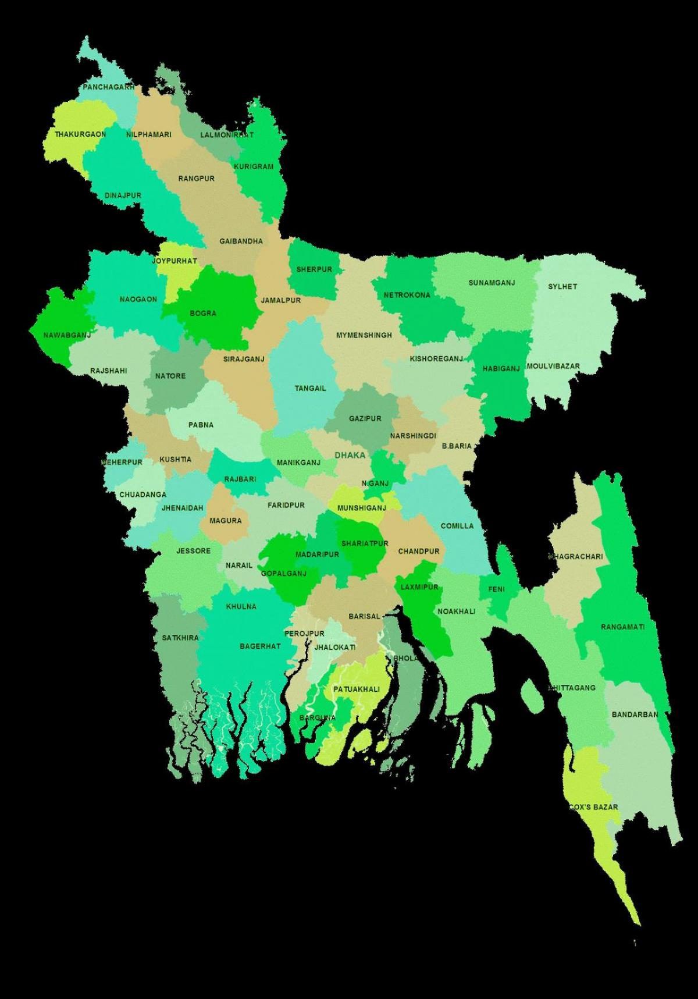 PANCHAGARH
THAKURGAON
NILPHAMARI
LALMONIRHAT
KURIGRAM
RANGPUR
DINAJPUR
GAIBANDHA
JOYPURHAT
SHERPUR
SUNAMGANJ
SYLHET
NETROKONA
NAOGAON
JAMALPUR
BOGRA
NAWABGANJ
MYMENSHINGH
SIRAJGANJ
KISHOREGANJ
HABIGANJ
MOULVIBAZAR
RAJSHAHI
NATORE
TANGAIL
GAZIPUR
PABNA
NARSHINGDI
B.BARIA
DHAKA
KUSHTIA
MEHERPUR
MANIKGANJ
RAJBARI
N.GANJ
CHUADANGA
JHENAIDAH
FARIDPUR
MUNSHIGANJ
MAGURA
COMILLA
SHARIATPUR
JESSORE
CHANDPUR
MADARIPUR
KHAGRACHARI
NARAIL
GOPALGANJ
LAXMIPUR
FENI
KHULNA
NOAKHALI
BARISAL
RANGAMATI
PEROJPUR
SATKHIRA
BAGERHAT
JHALOKATI
BHOLA
PATUAKHALI
CHITTAGANG
BANDARBAN
BARGUNA
COX'S BAZAR